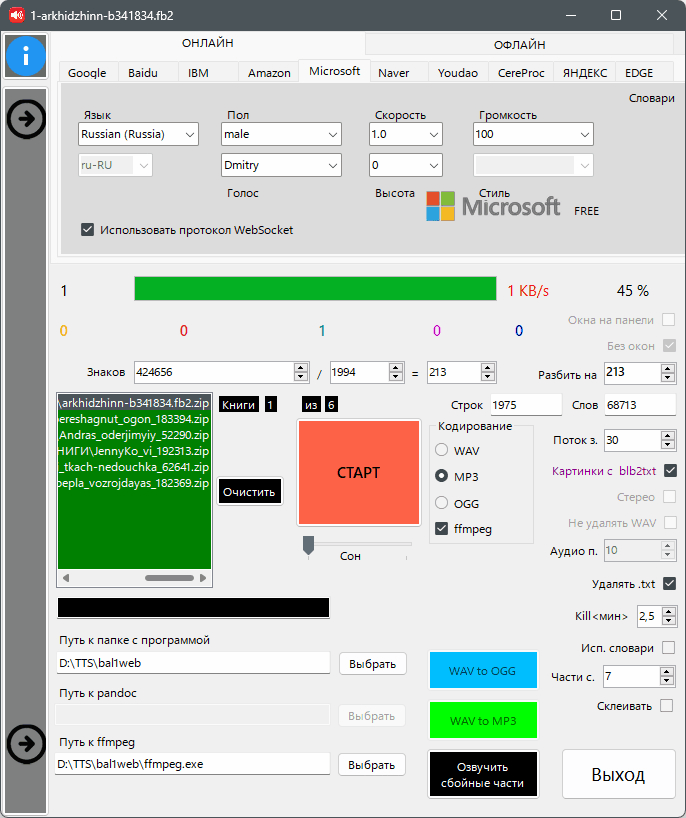 1-arkhidzhinn-b341834.fb2
ОНЛАЙН
ОФЛАЙН
Google Baidu IBM Amazon Microsoft Naver Youdao CereProc ЯНДЕКС EDGE
Словари
Язык Пол Скорость Громкость
Russian (Russia) male 1.0 100
ru-RU Dmitry 0
Голос Высота Стиль
Microsoft FREE
Использовать протокол WebSocket
1 1 KB/s 45 %
0 0 1 0 0
Окна на панели
Без окон
Знаков 424656 / 1994 = 213 Разбить на 213
Строк 1975 Слов 68713
\arkhidzhinn-b341834.fb2.zip
ereshagnut_ogon_183394.zip
Andras_oderjimyiy_52290.zip
НИГИ\JennyKo_vi_192313.zip
_tkach-nedouchka_62641.zip
pepla_vozrojdayas_182369.zip
Книги 1 из 6
Очистить
СТАРТ
Сон
Кодирование
WAV
MP3
OGG
ffmpeg
Поток з. 30
Картинки с blb2txt
Стерео
Не удалять WAV
Аудио п. 10
Удалять .txt
Kill<мин> 2,5
Исп. словари
Части с. 7
Склеивать
Путь к папке с программой
D:\TTS\bal1web Выбрать
WAV to OGG
Путь к pandoc
Выбрать
WAV to MP3
Путь к ffmpeg
D:\TTS\bal1web\ffmpeg.exe Выбрать
Озвучить
сбойные части
Выход